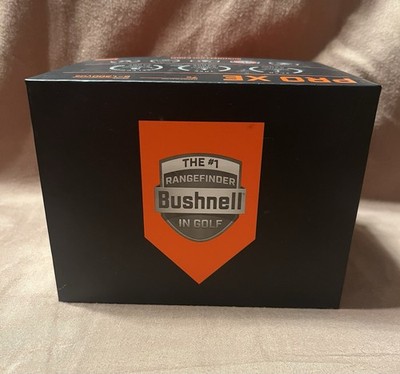 PRO XE
THE #1
RANGEFINDER
Bushnell
IN GOLF